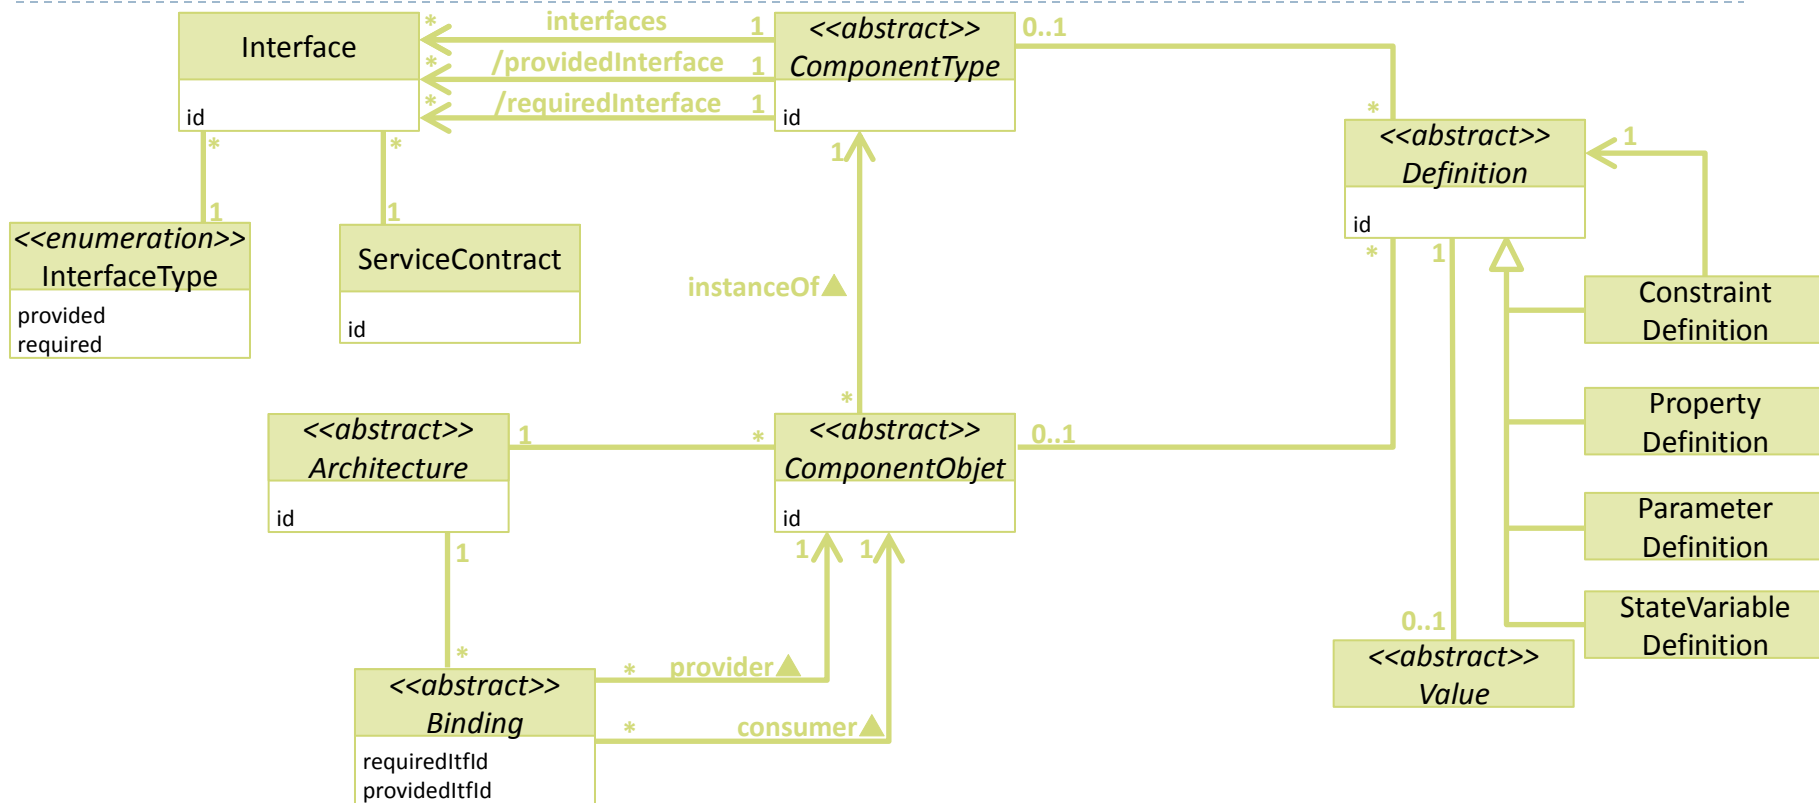 * interfaces 1
Interface
* /providedInterface 1
* /requiredInterface 1
id
<<abstract>>
ComponentType
id
0..1
*
<<abstract>>
Definition
id
1
* 1
* 1
<<enumeration>>
InterfaceType
provided
required
ServiceContract
id
1
instanceOf
*
* 1
Constraint
Definition
Property
Definition
Parameter
Definition
StateVariable
Definition
<<abstract>>
Architecture
id
1 *
<<abstract>>
ComponentObjet
id
0..1
1 1
1
*
0..1
<<abstract>>
Value
<<abstract>>
Binding
requiredItfId
providedItfId
* provider
* consumer